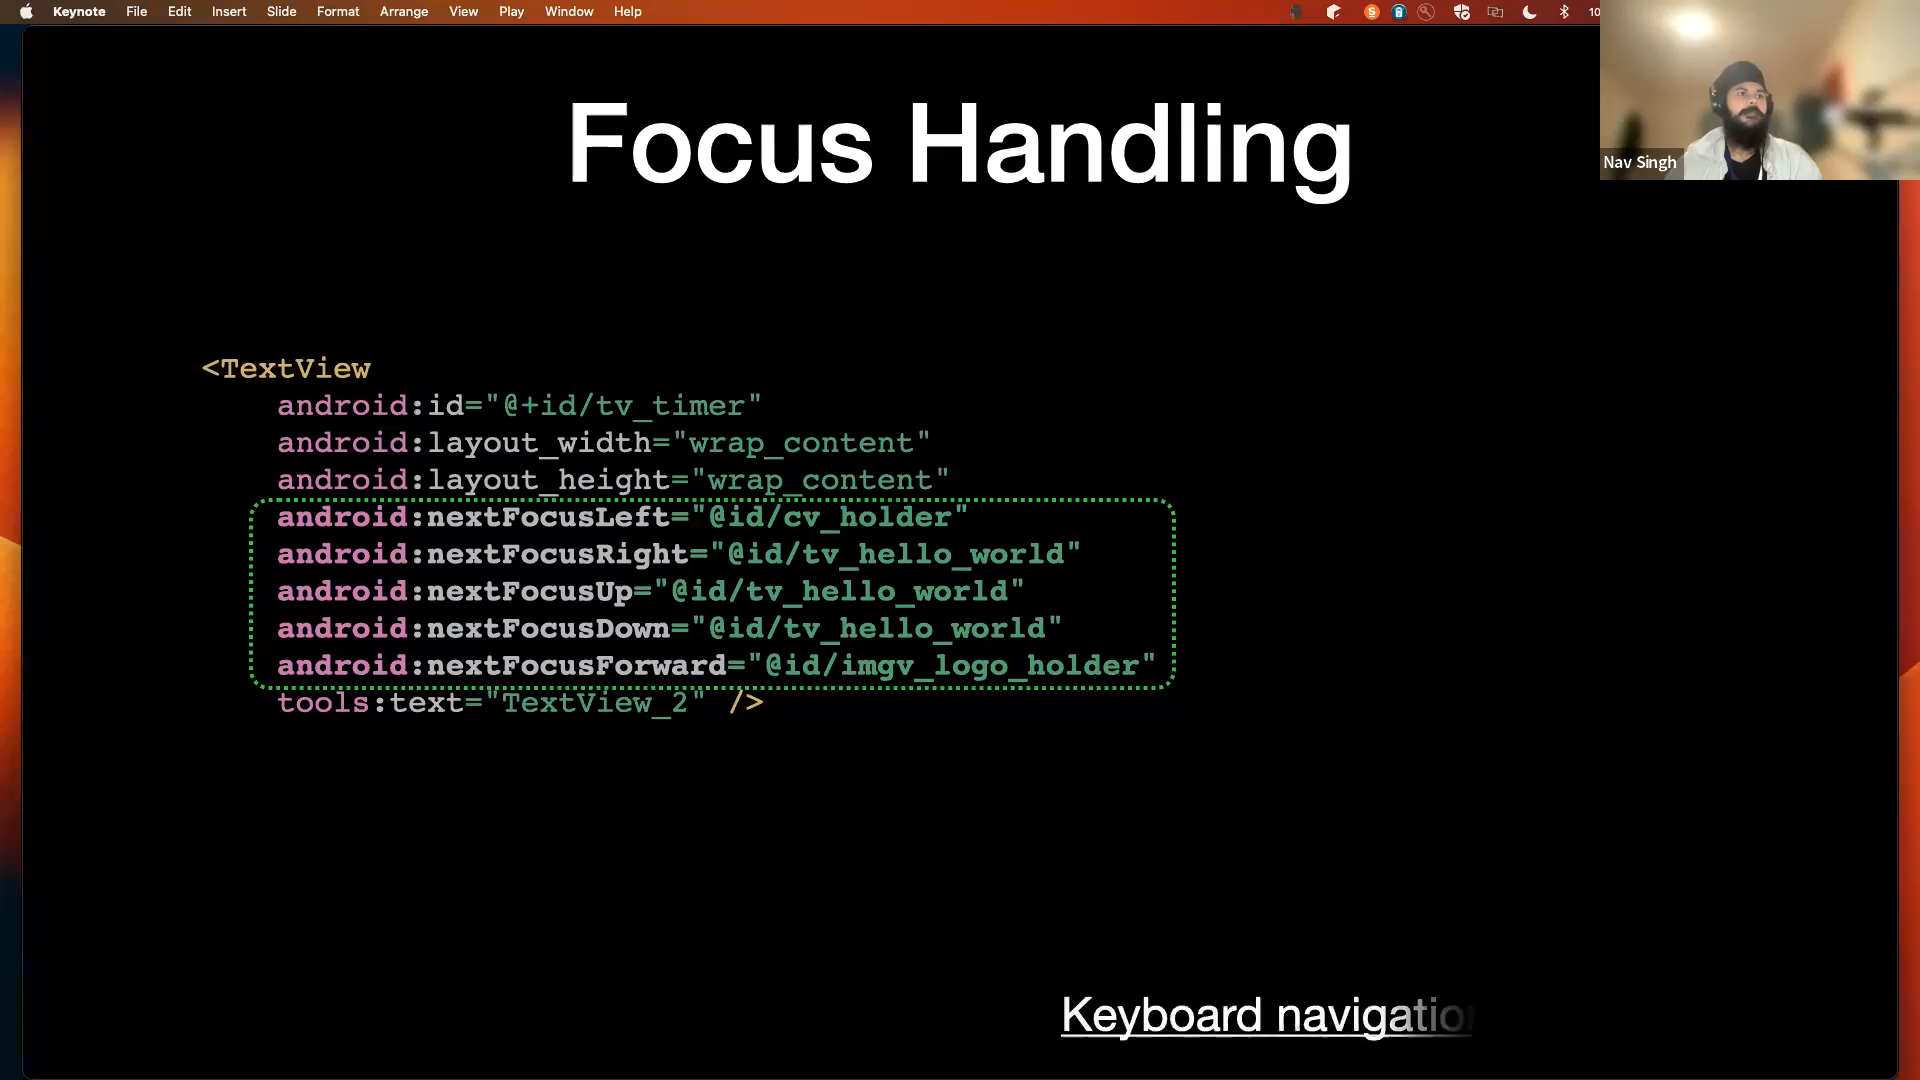 Keynote File Edit Insert Slide Format Arrange View Play Window Help
Focus Handling
Nav Singh
<TextView
android:id="@+id/tv_timer"
android:layout_width="wrap_content"
android:layout_height="wrap_content"
android:nextFocusLeft="@id/cv_holder"
android:nextFocusRight="@id/tv_hello_world"
android:nextFocusUp="@id/tv_hello_world"
android:nextFocusDown="@id/tv_hello_world"
android:nextFocusForward="@id/imgv_logo_holder"
tools:text="TextView_2" />
Keyboard navigation